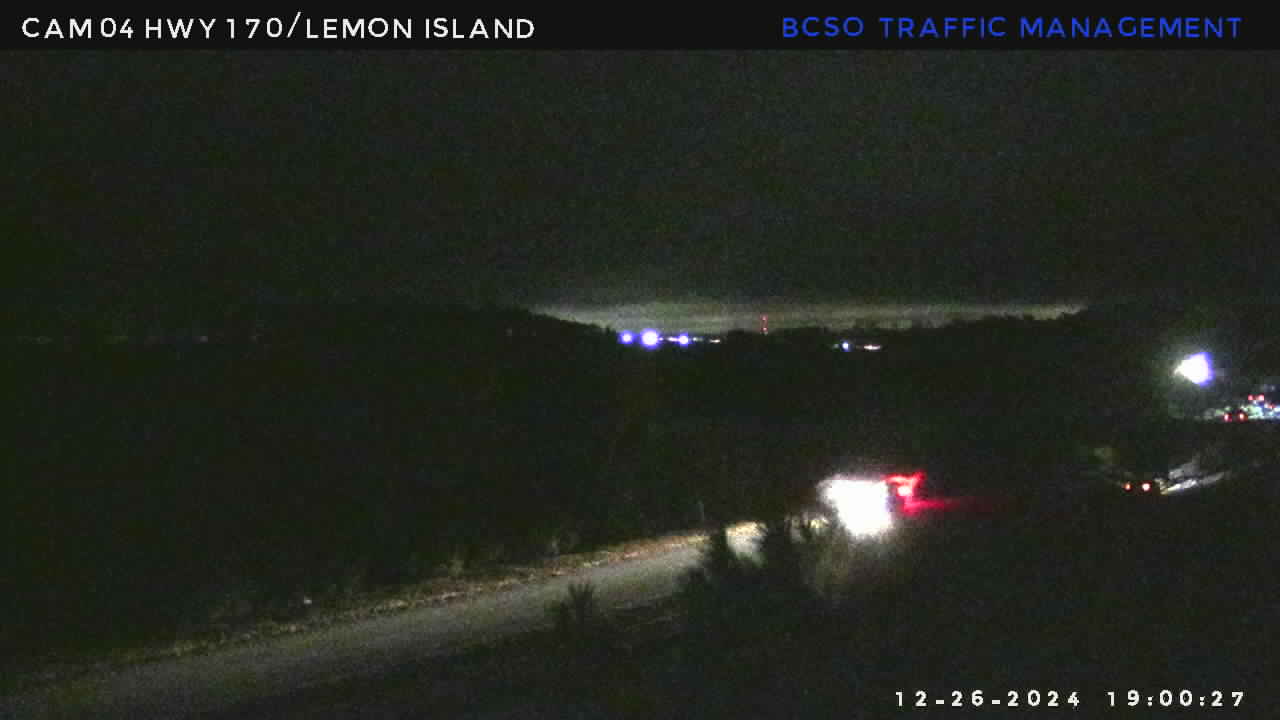 CAM 04 HWY 170/LEMON ISLAND
BCSO TRAFFIC MANAGEMENT
12-26-2024 19:00:27